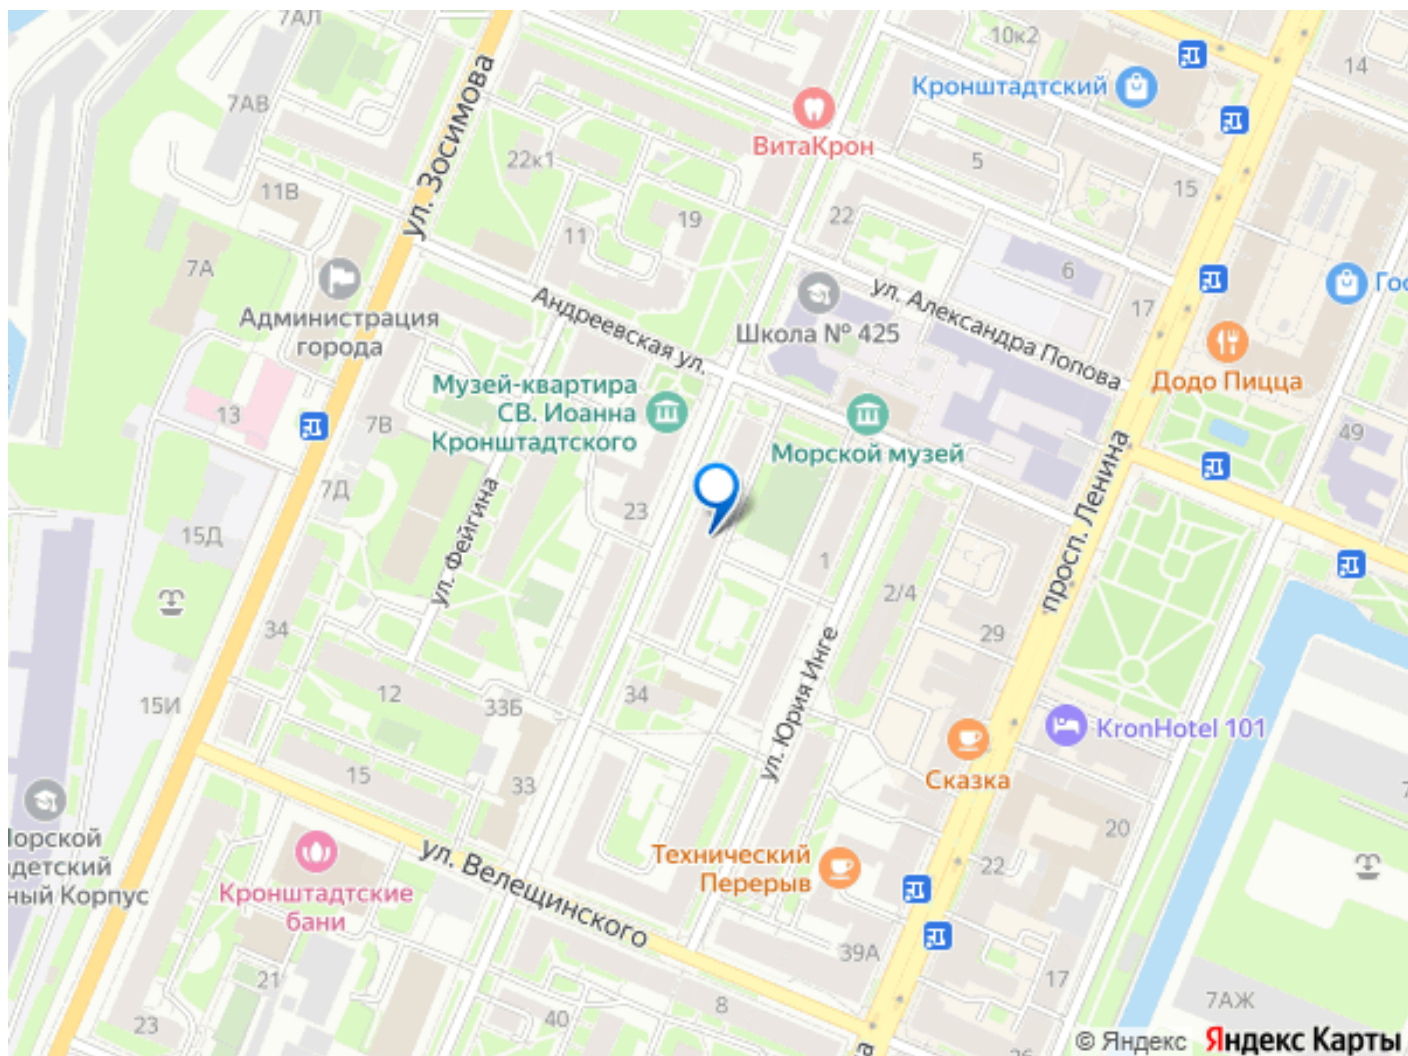 7АЛ
10к2
14
Кронштадтский
7АВ
ул. Зосимова
ВитаКрон
22к1
5
15
11В
19
22
11
7А
6
ул. Александра Попова
17
Администрация
города
Андреевская ул.
Школа № 425
Додо Пицца
Музей-квартира
СВ. Иоанна
Кронштадтского
13
7В
Морской музей
49
7Д
23
просп. Ленина
15Д
ул. Фейгина
1
2/4
34
29
12
33Б
34
ул. Юрия Инге
15И
KronHotel 101
15
33
Сказка
20
ул. Велещинского
Технический
Перерыв
22
Кронштадтские
бани
39А
21
17
23
40
8
7АЖ
© Яндекс Яндекс Карты